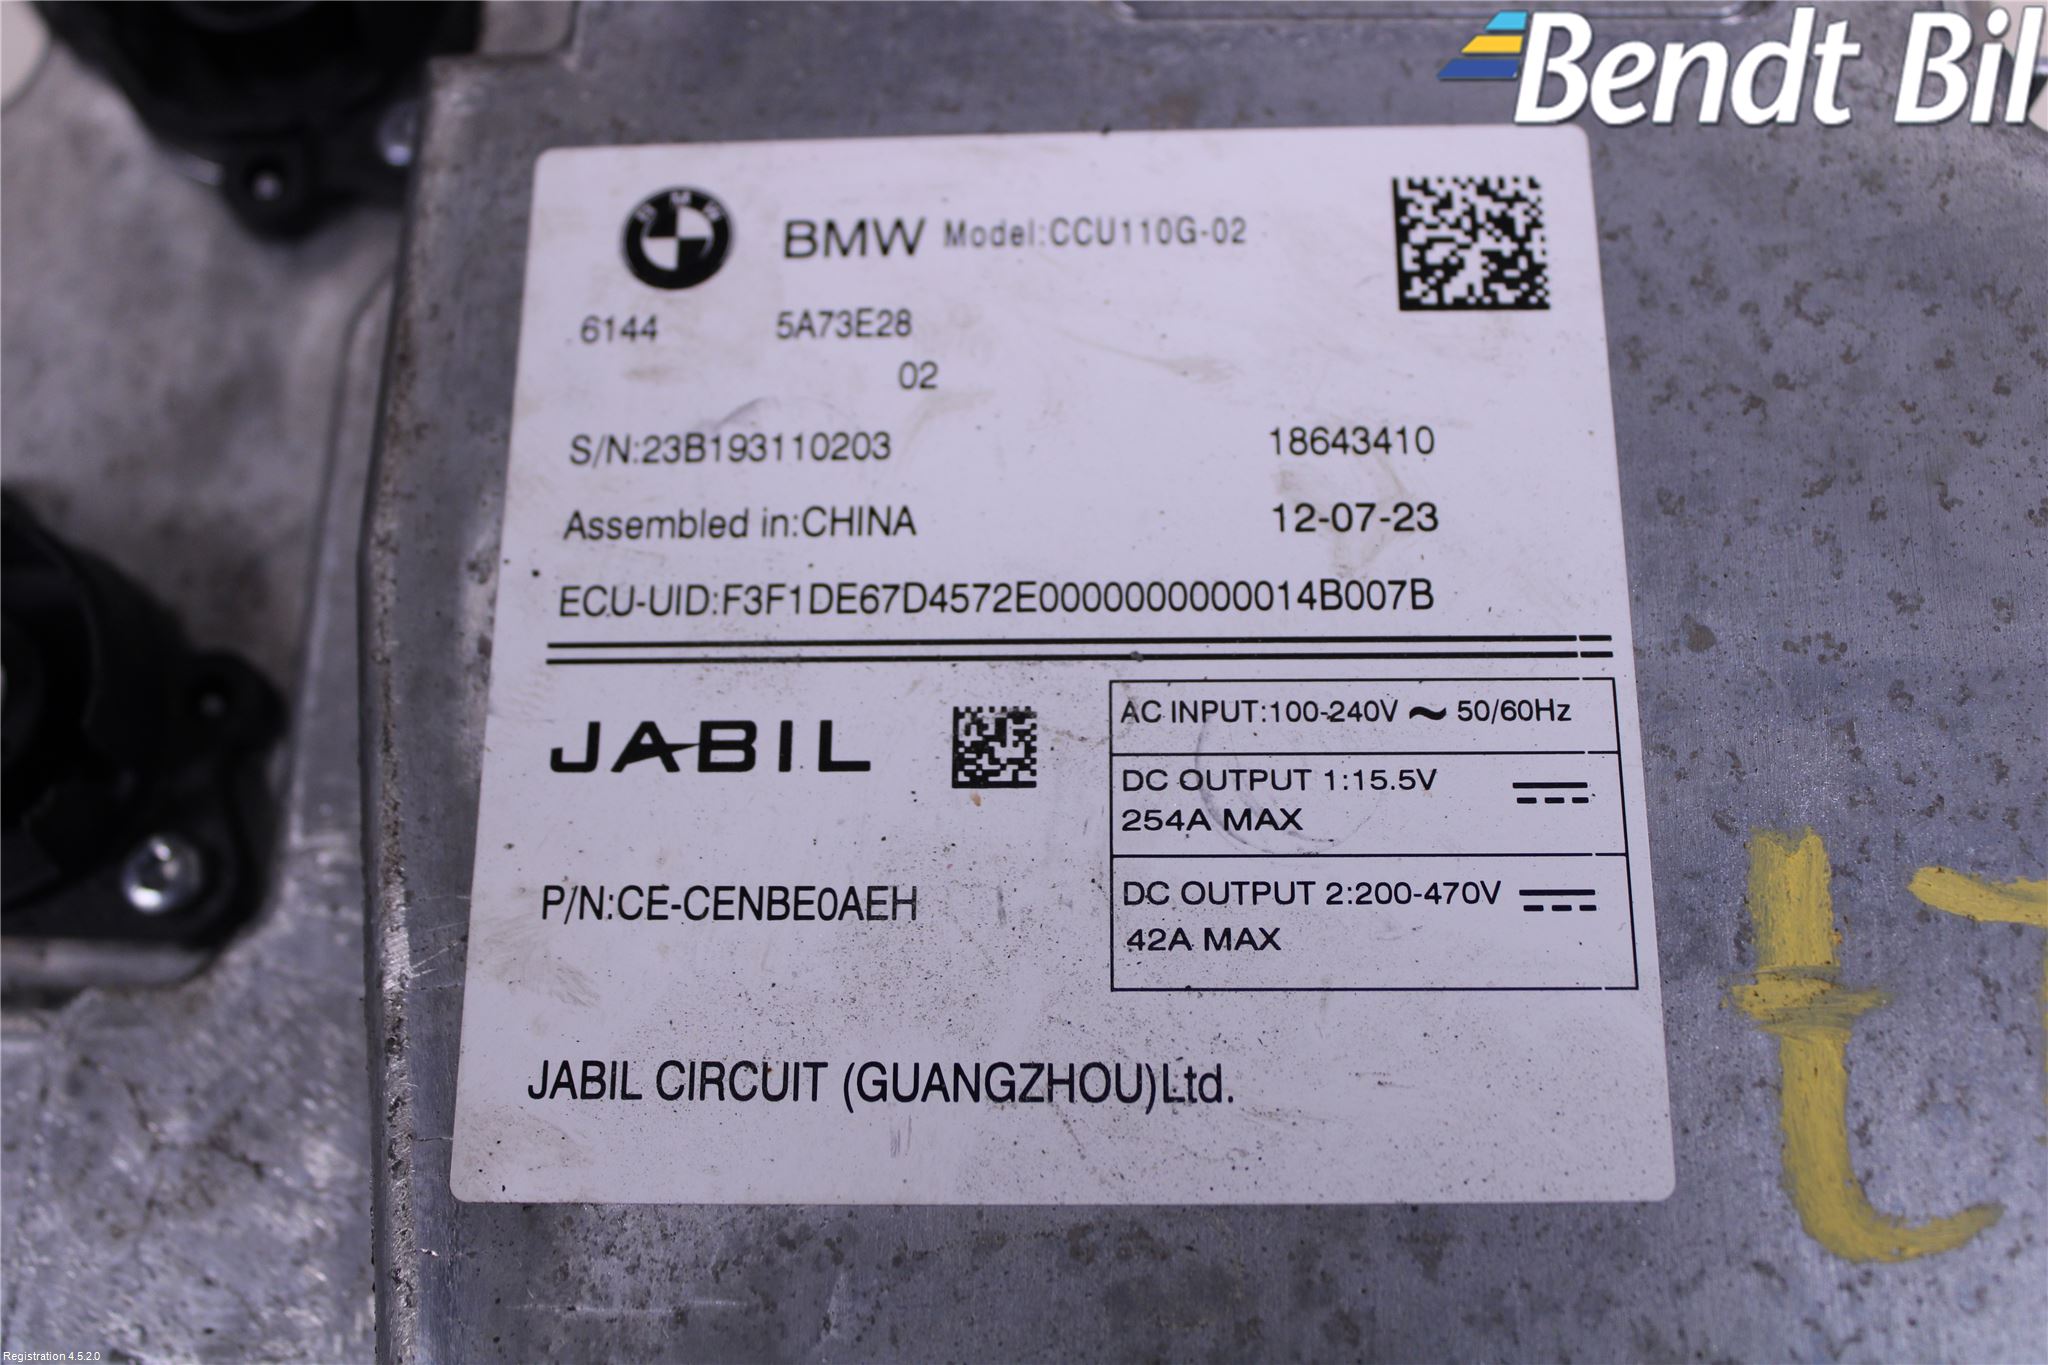 Bendt Bil
BMW
BMW Model:CCU110G-02
6144 5A73E28
02
S/N:23B193110203 18643410
Assembled in:CHINA 12-07-23
ECU-UID:F3F1DE67D4572E0000000000014B007B
JABIL
AC INPUT:100-240V ~ 50/60Hz
DC OUTPUT 1:15.5V
254A MAX
P/N:CE-CENBE0AEH
DC OUTPUT 2:200-470V
42A MAX
JABIL CIRCUIT (GUANGZHOU)Ltd.
Registration 4.5.2.0